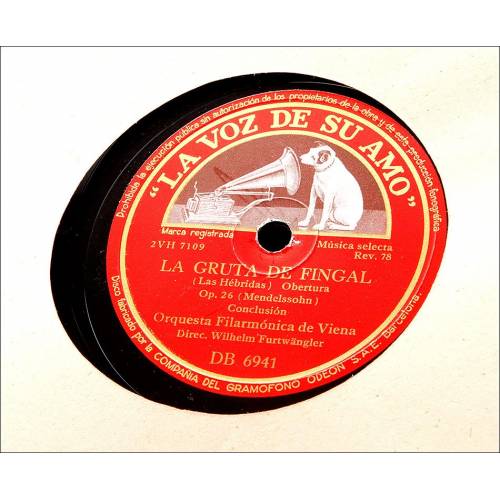 Prohibida la ejecución pública sin autorización de los propietarios de la obra y de esta producción fonográfica
"LA VOZ DE SU AMO"
Marca registrada
2VH 7109
Música selecta
Rev. 78
LA GRUTA DE FINGAL
(Las Hébridas) Obertura
Op. 26 (Mendelssohn)
Conclusión
Orquesta Filarmónica de Viena
Direc. Wilhelm Furtwängler
DB 6941
Disco fabricado por la COMPAÑIA DEL GRAMOFONO ODEON S.A.E. Barcelona